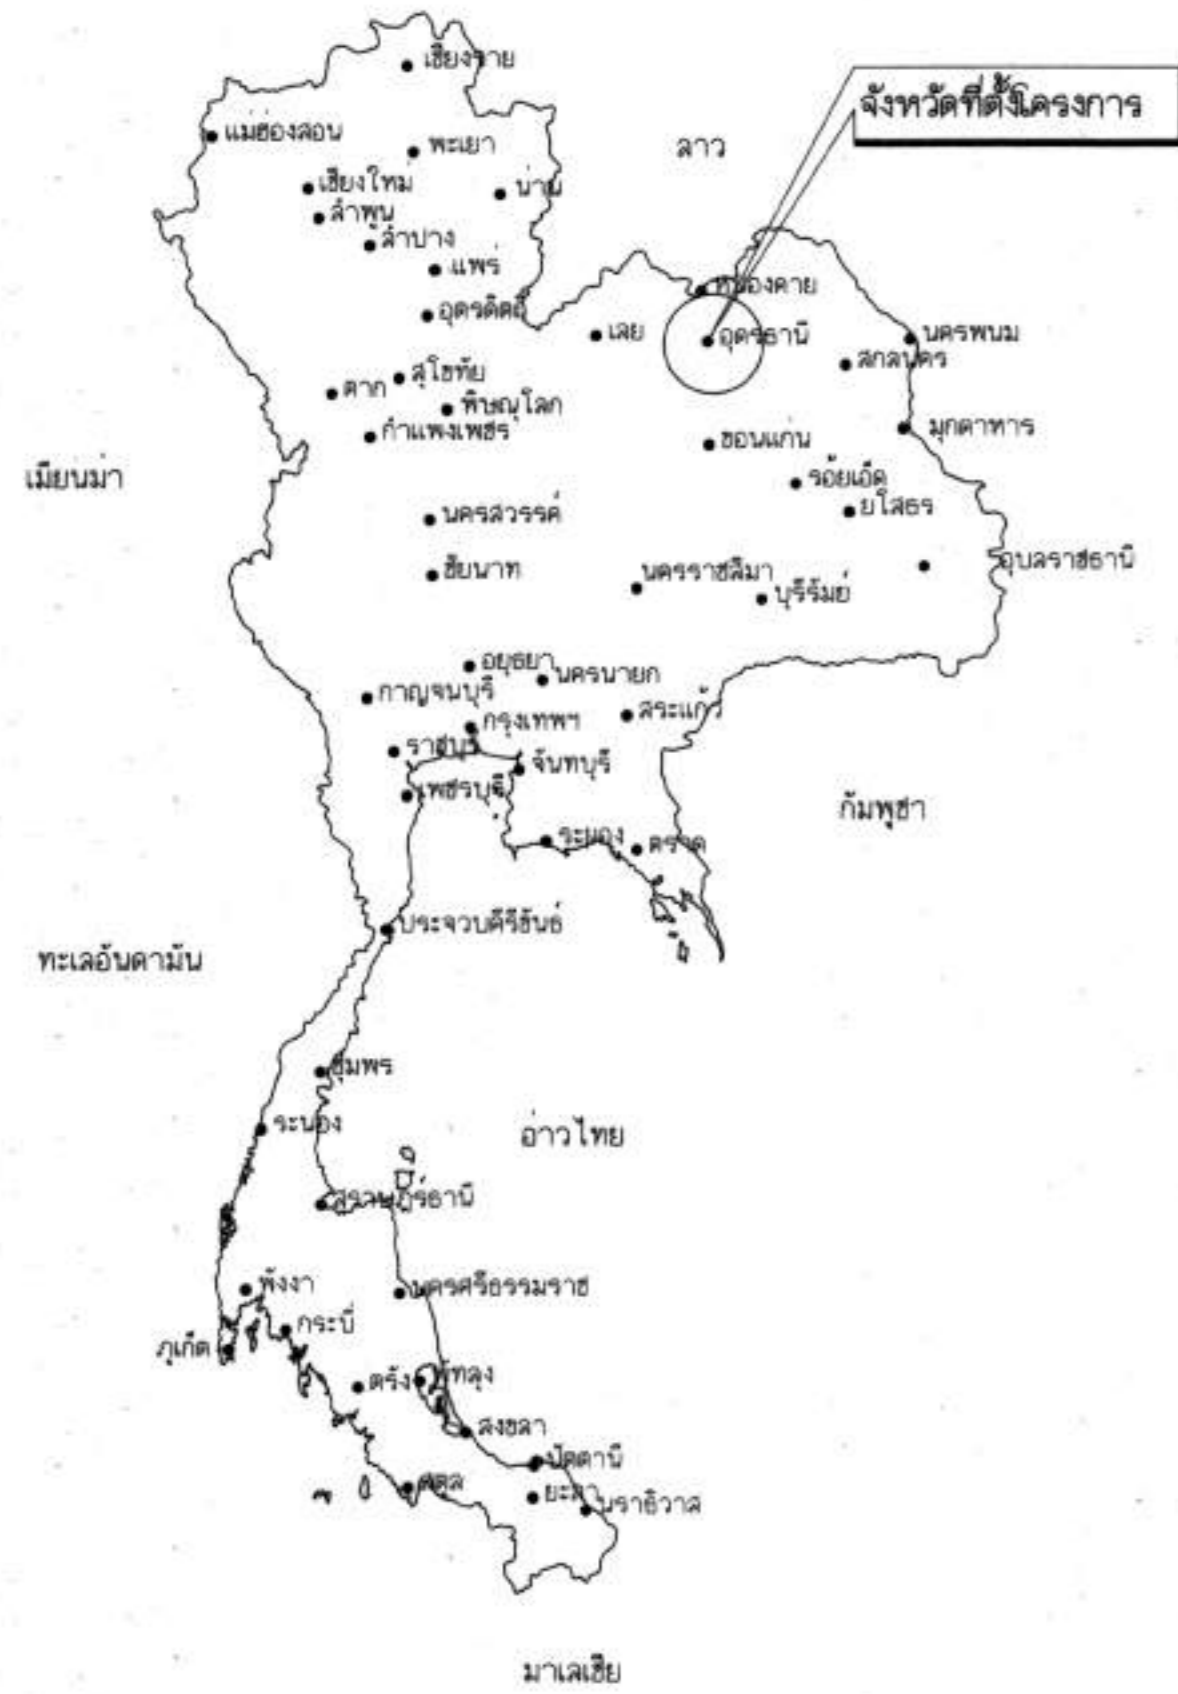 เชียงราย
จังหวัดที่ตั้งโครงการ
แม่ฮ่องสอน
พะเยา
ลาว
เชียงใหม่
น่าน
ลำพูน
ลำปาง
แพร่
หนองคาย
อุตรดิตถ์
เลย
อุดรธานี
นครพนม
สกลนคร
สุโขทัย
ตาก
พิษณุโลก
กำแพงเพชร
ขอนแก่น
มุกดาหาร
เมียนม่า
ร้อยเอ็ด
ยโสธร
นครสวรรค์
อุบลราชธานี
ชัยนาท
นครราชสีมา
บุรีรัมย์
อยุธยา
นครนายก
กาญจนบุรี
สระแก้ว
กรุงเทพฯ
ราชบุรี
จันทบุรี
เพชรบุรี
กัมพูชา
ระยอง
ตราด
ประจวบคีรีขันธ์
ทะเลอันดามัน
ชุมพร
ระนอง
อ่าวไทย
สุราษฎร์ธานี
พังงา
นครศรีธรรมราช
กระบี่
ภูเก็ต
ตรัง
พัทลุง
สงขลา
ปัตตานี
สตูล
ยะลา
นราธิวาส
มาเลเซีย